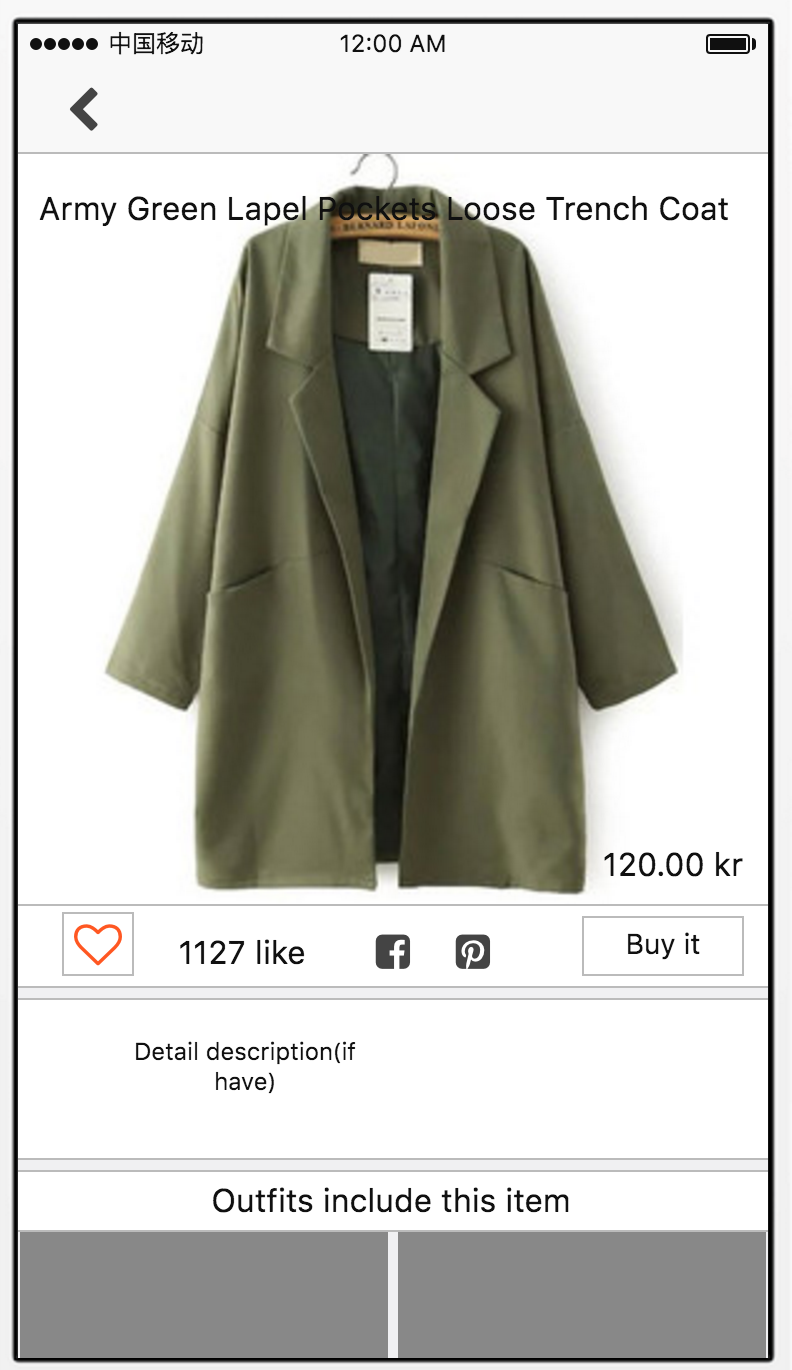 中国移动 12:00 AM
Army Green Lapel Pockets Loose Trench Coat
120.00 kr
1127 like
Buy it
Detail description(if
have)
Outfits include this item